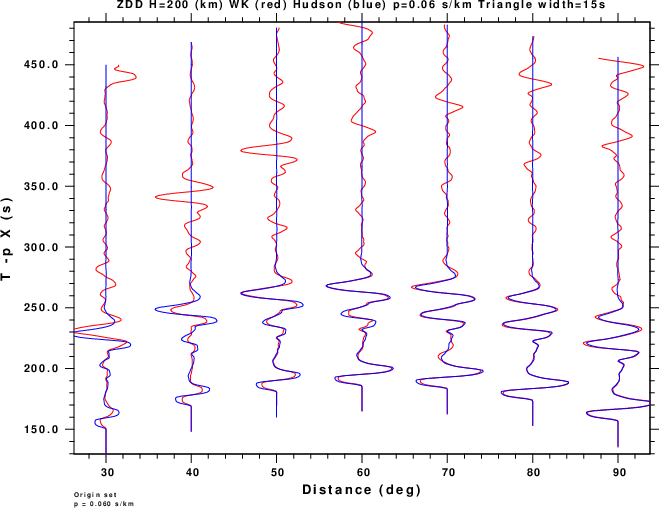 ZDD H=200 (km) WK (red) Hudson (blue) p=0.06 s/km Triangle width=15s
450.0
400.0
350.0
300.0
250.0
200.0
150.0
T -p X (s)
30 40 50 60 70 80 90
Distance (deg)
Origin set
p = 0.060 s/km